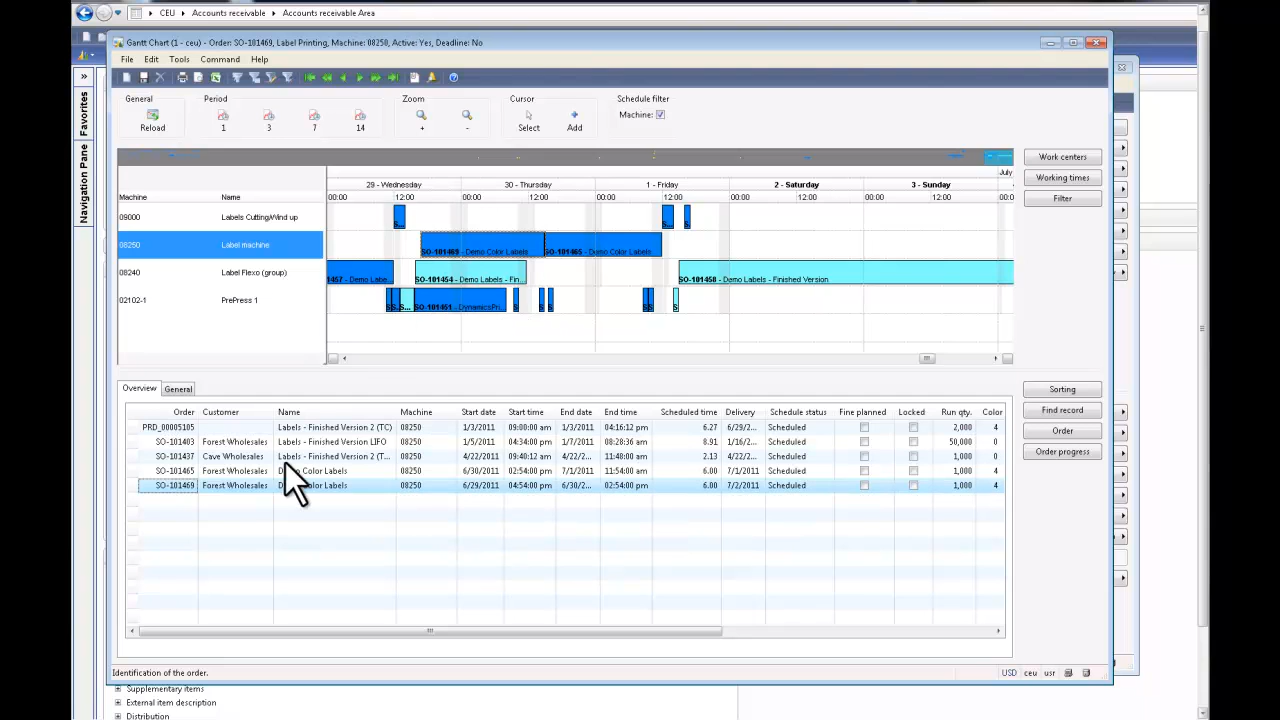 CEU ▸ Accounts receivable ▸ Accounts receivable Area
Gantt Chart (1 - ceu) - Order: SO-101469, Label Printing, Machine: 08250, Active: Yes, Deadline: No
File Edit Tools Command Help
General Period Zoom Cursor Schedule filter
Machine:
Reload 1 3 7 14 + - Select Add
Favorites
Navigation Pane
Work centers
Working times
Filter
July
29 - Wednesday 30 - Thursday 1 - Friday 2 - Saturday 3 - Sunday
Machine Name 00:00 12:00 00:00 12:00 00:00 12:00 00:00 12:00 00:00 12:00 00:00
09000 Labels Cutting/Wind up
08250 Label machine SO-101469 - Demo Color Labels SO-101465 - Demo Color Labels
08240 Label Flexo (group) 1457 - Demo Labe... SO-101454 - Demo Labels - Fin... SO-101458 - Demo Labels - Finished Version
02102-1 PrePress 1 S S S... SO-101451 - DynamicsPri...
Overview General
Sorting
Find record
Order
Order progress
Order Customer Name Machine Start date Start time End date End time Scheduled time Delivery Schedule status Fine planned Locked Run qty. Color
PRD_00005105 Labels - Finished Version 2 (TC) 08250 1/3/2011 09:00:00 am 1/3/2011 04:16:12 pm 6.27 6/29/2... Scheduled 2,000 4
SO-101403 Forest Wholesales Labels - Finished Version LIFO 08250 1/5/2011 04:34:00 pm 1/7/2011 08:28:36 am 8.91 1/16/2... Scheduled 50,000 0
SO-101437 Cave Wholesales Labels - Finished Version 2 (T... 08250 4/22/2011 09:40:12 am 4/22/2... 11:48:00 am 2.13 4/22/2... Scheduled 1,000 0
SO-101465 Forest Wholesales Color Labels 08250 6/30/2011 02:54:00 pm 7/1/2011 11:54:00 am 6.00 7/1/2011 Scheduled 1,000 4
SO-101469 Forest Wholesales Color Labels 08250 6/29/2011 04:54:00 pm 6/30/2... 02:54:00 pm 6.00 7/2/2011 Scheduled 1,000 4
Identification of the order. USD ceu usr
Supplementary items
External item description
Distribution